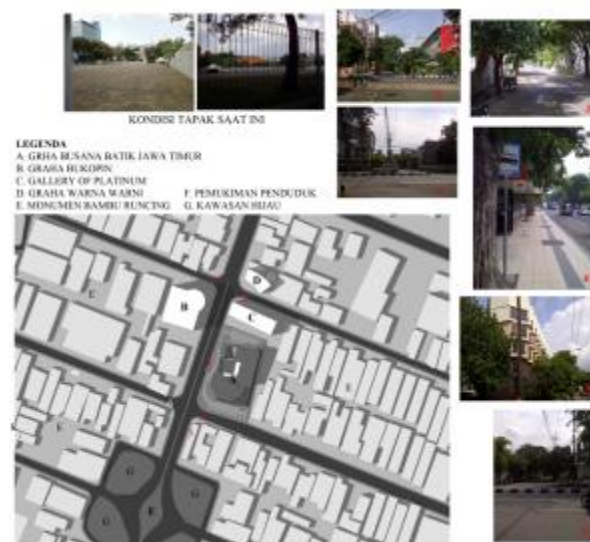 KONDISI TAPAK SAAT INI
LEGENDA
A. GRHA BUSANA BATIK JAWA TIMUR
B. GRAHA BUKOPIN
C. GALLERY OF PLATINUM
D. GRAHA WARNA WARNI F. PEMUKIMAN PENDUDUK
E. MONUMEN BAMBU RUNCING G. KAWASAN HIJAU
D
B
C
G
G
G
E